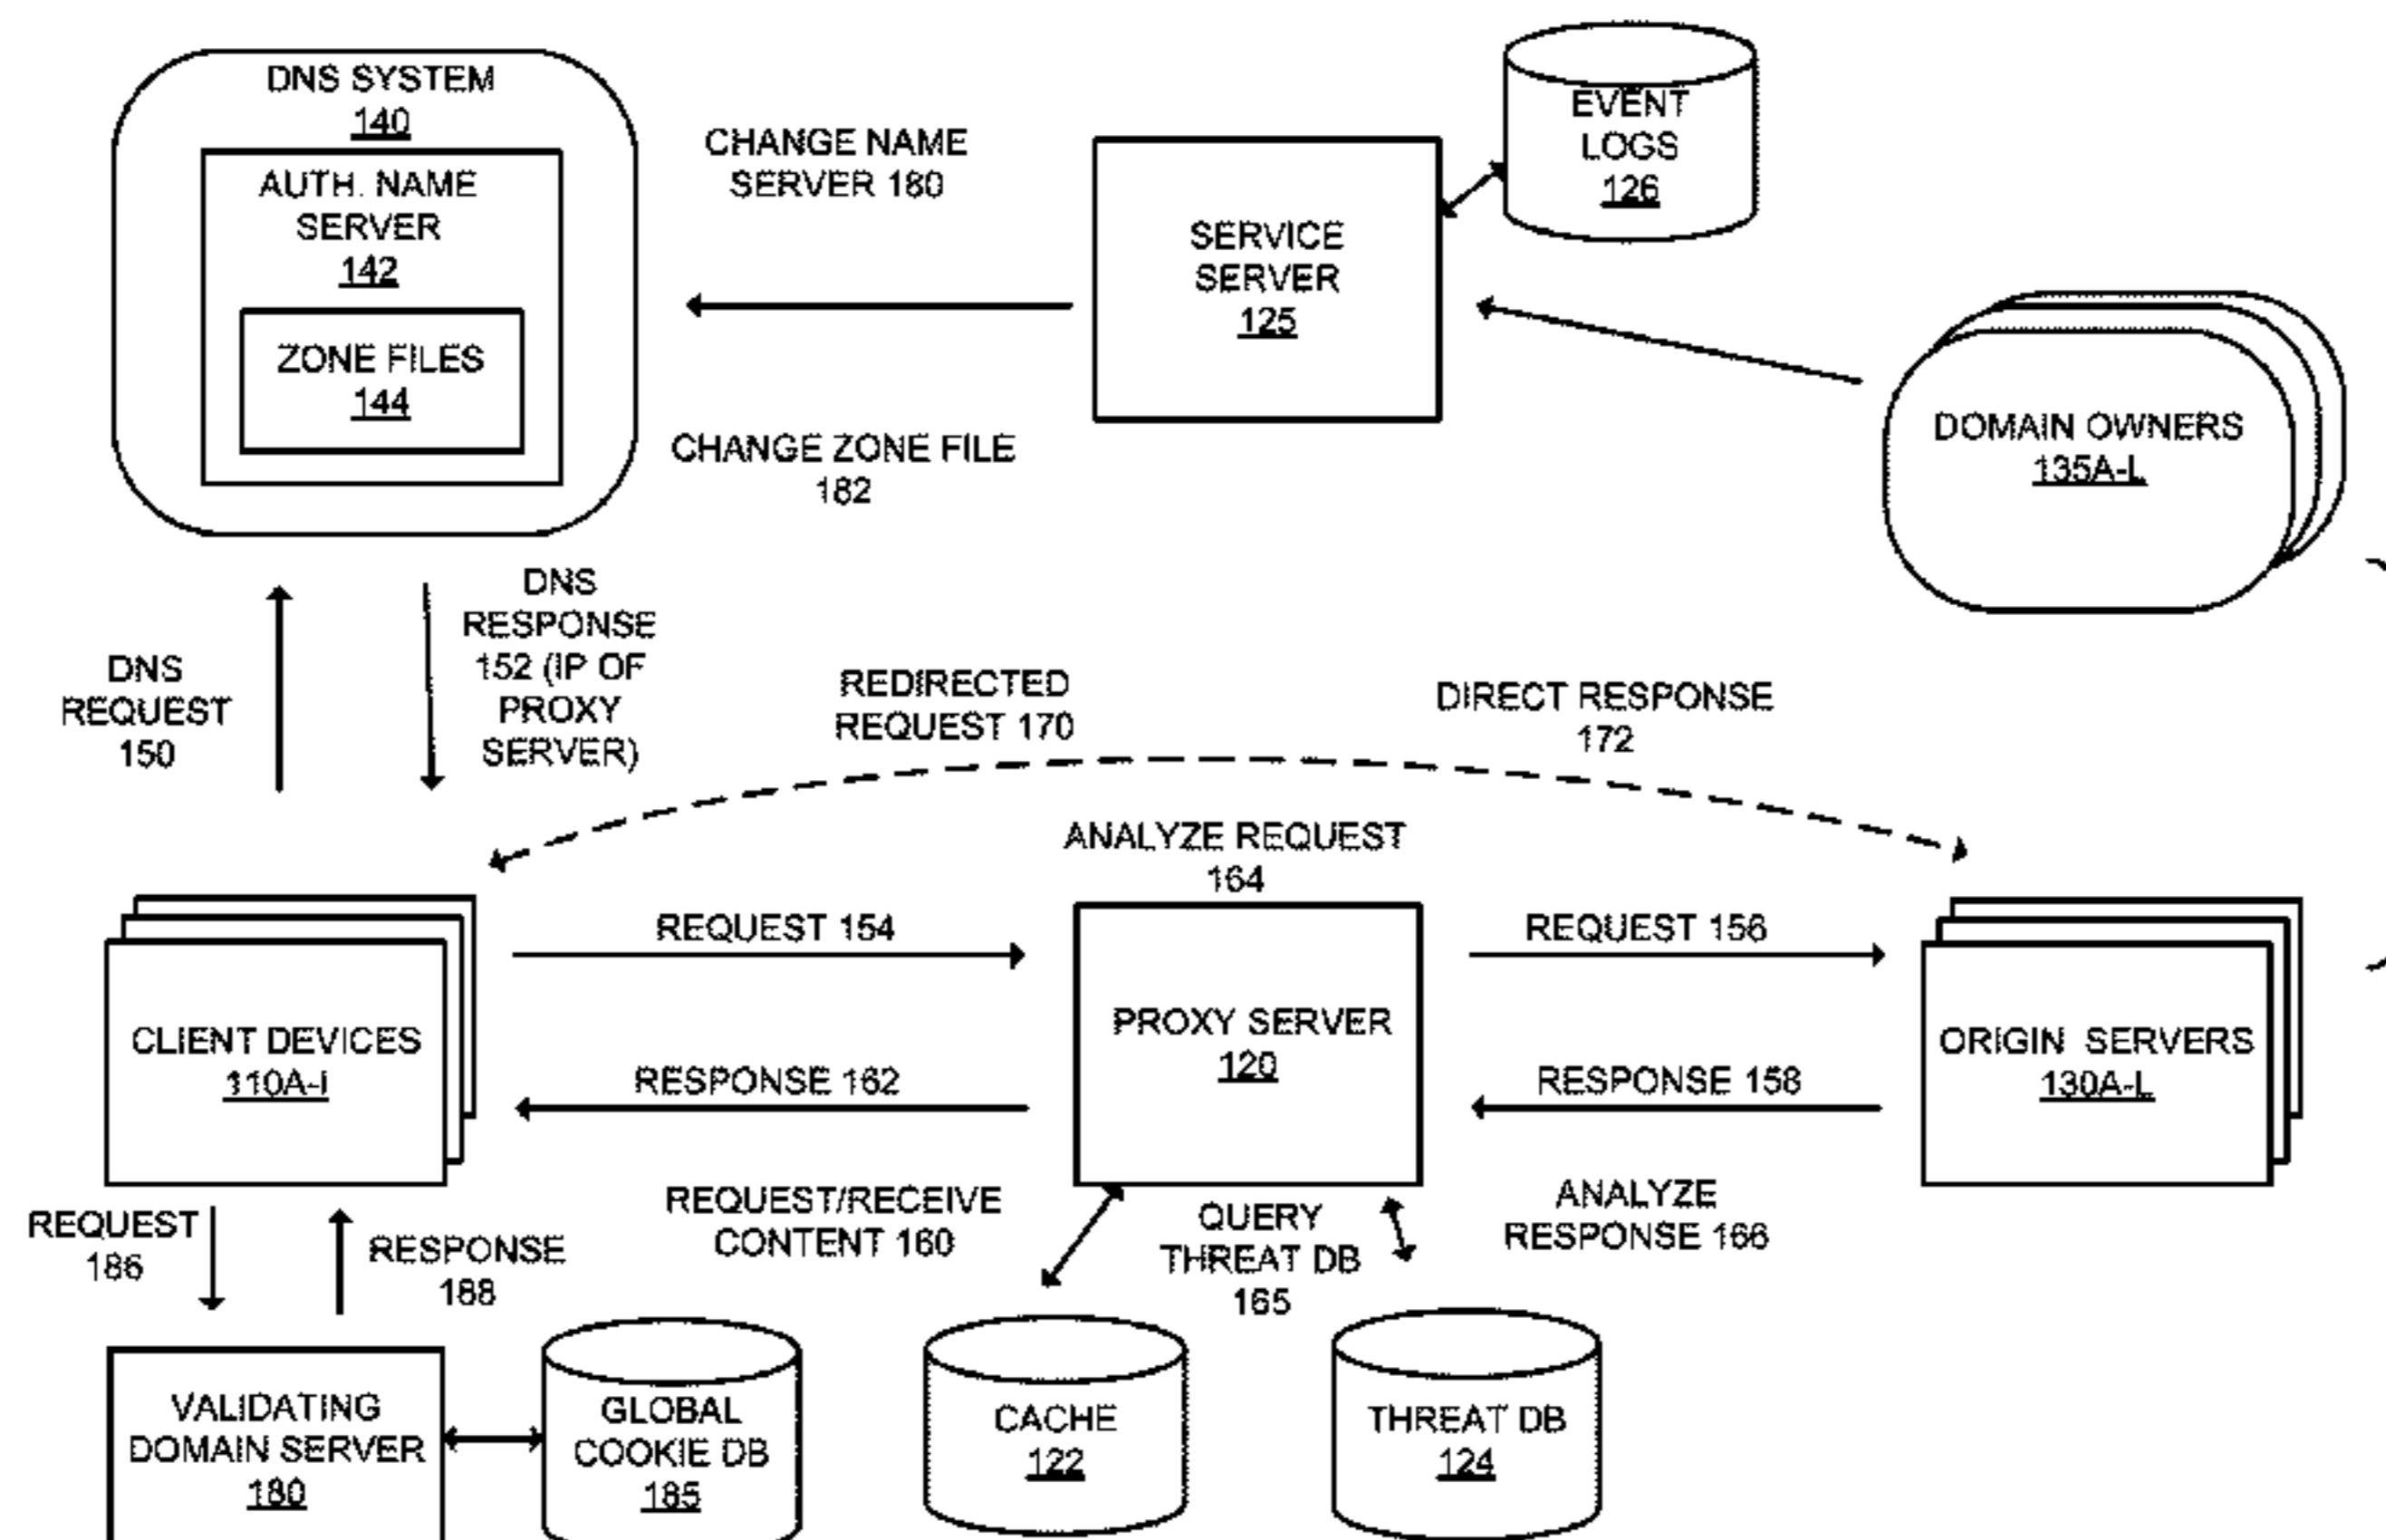 DNS SYSTEM
140
AUTH. NAME
SERVER
142
ZONE FILES
144
CHANGE NAME
SERVER 180
CHANGE ZONE FILE
182
SERVICE
SERVER
125
EVENT
LOGS
126
DOMAIN OWNERS
135A-L
DNS
REQUEST
150
DNS
RESPONSE
152 (IP OF
PROXY
SERVER)
REDIRECTED
REQUEST 170
DIRECT RESPONSE
172
ANALYZE REQUEST
164
CLIENT DEVICES
110A-I
REQUEST 154
RESPONSE 162
PROXY SERVER
120
REQUEST 156
RESPONSE 158
ORIGIN SERVERS
130A-L
REQUEST
186
RESPONSE
188
REQUEST/RECEIVE
CONTENT 160
QUERY
THREAT DB
165
ANALYZE
RESPONSE 166
VALIDATING
DOMAIN SERVER
180
GLOBAL
COOKIE DB
185
CACHE
122
THREAT DB
124